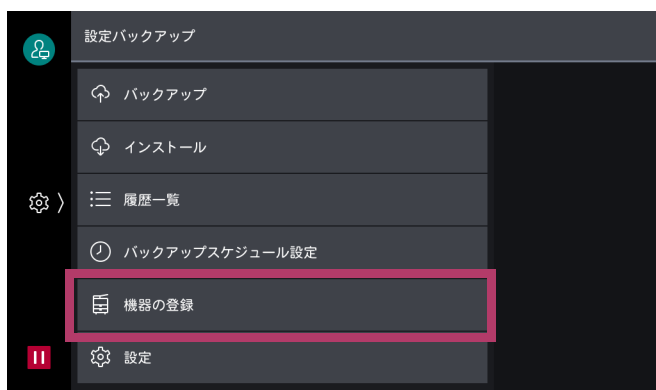 設定バックアップ
バックアップ
インストール
履歴一覧
バックアップスケジュール設定
機器の登録
設定